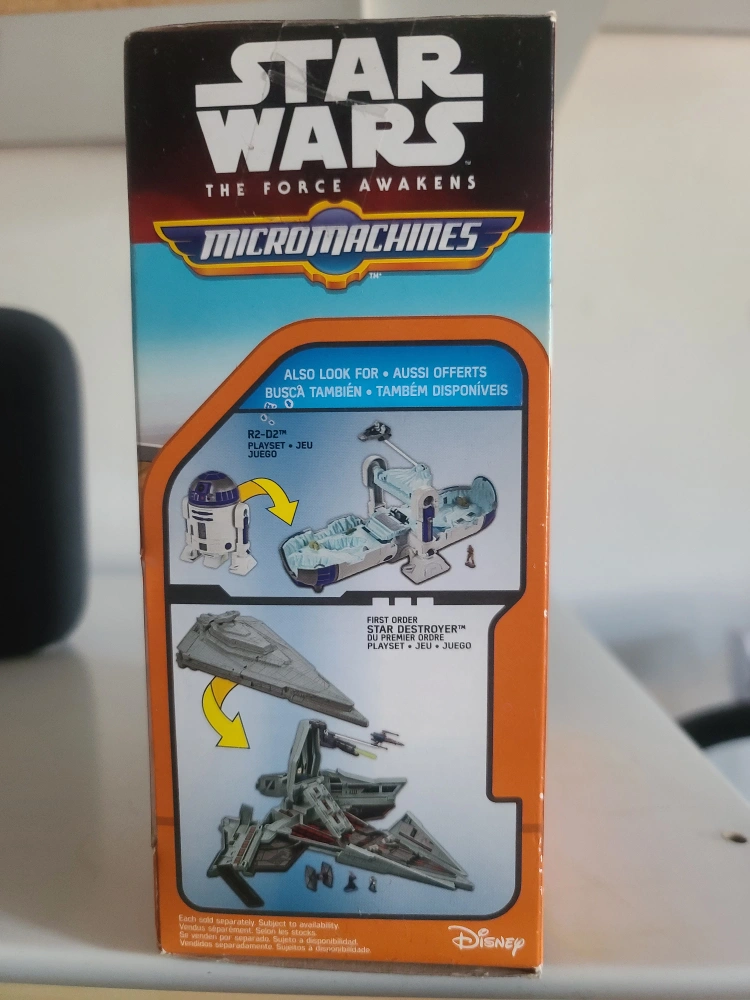 STAR
WARS™
THE FORCE AWAKENS
MICROMACHINES
TM*
ALSO LOOK FOR • AUSSI OFFERTS
BUSCA TAMBIÉN • TAMBÉM DISPONÍVEIS
R2-D2™
PLAYSET • JEU
JUEGO
FIRST ORDER
STAR DESTROYER™
DU PREMIER ORDRE
PLAYSET • JEU • JUEGO
Each sold separately. Subject to availability.
Vendus séparément. Selon les stocks.
Se venden por separado. Sujeto a disponibilidad.
Vendidos separadamente. Sujeitos a disponibilidade.
Disney